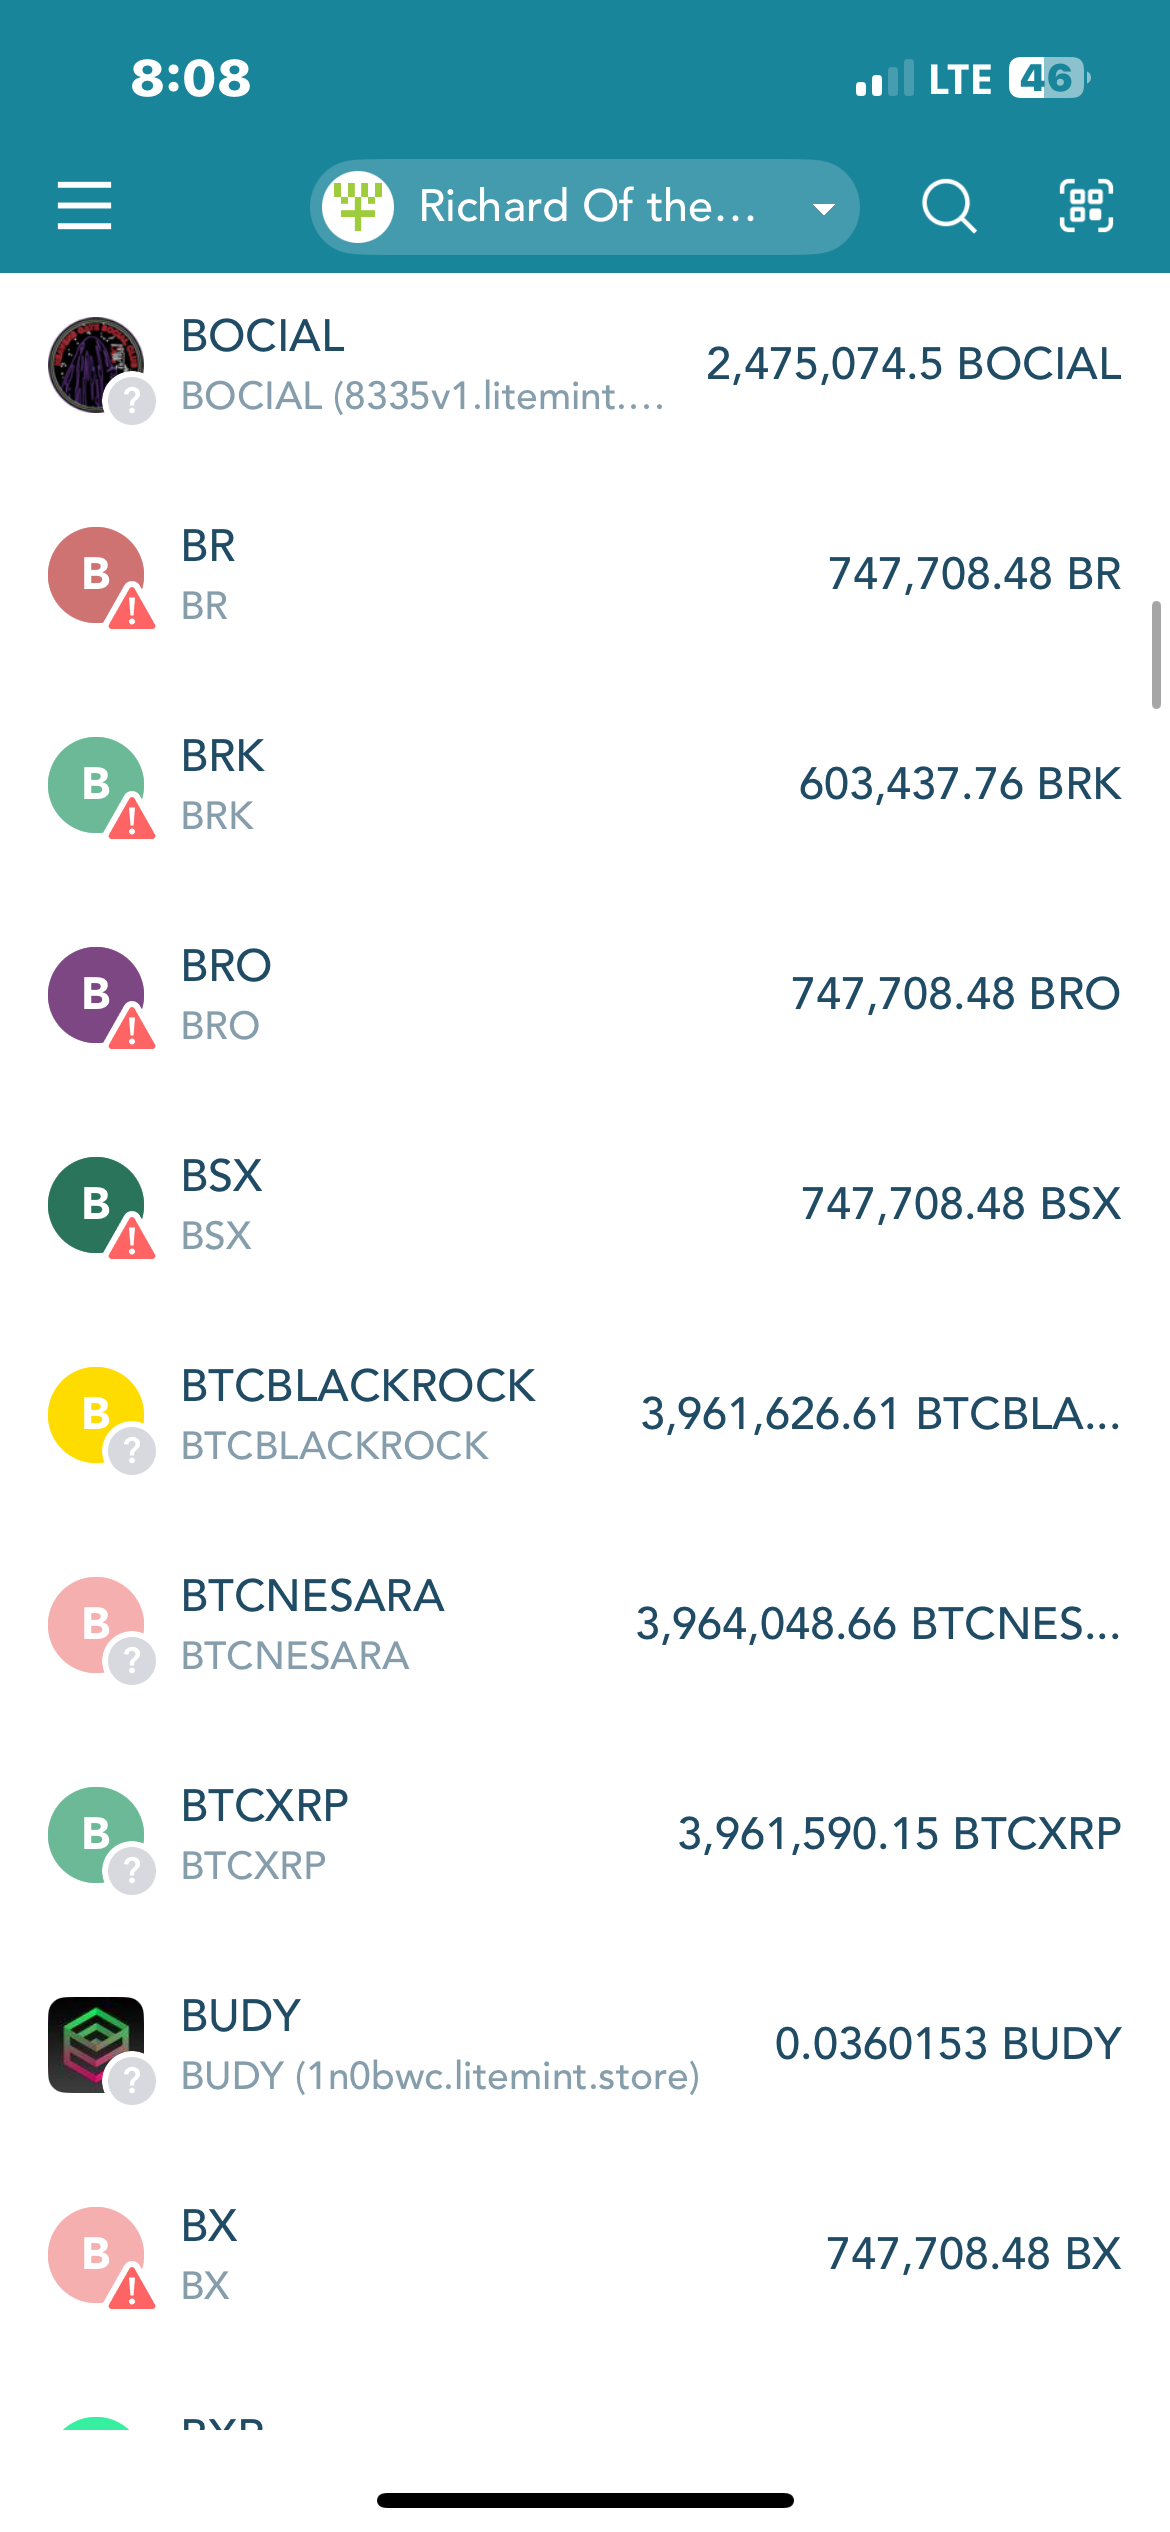 8:08
LTE 46
Richard Of the...
BOCIAL
BOCIAL (8335v1.litemint....
2,475,074.5 BOCIAL
B
BR
BR
747,708.48 BR
B
BRK
BRK
603,437.76 BRK
B
BRO
BRO
747,708.48 BRO
B
BSX
BSX
747,708.48 BSX
B
?
BTCBLACKROCK
BTCBLACKROCK
3,961,626.61 BTCBLA...
B
?
BTCNESARA
BTCNESARA
3,964,048.66 BTCNES...
B
?
BTCXRP
BTCXRP
3,961,590.15 BTCXRP
?
BUDY
BUDY (1n0bwc.litemint.store)
0.0360153 BUDY
B
BX
BX
747,708.48 BX